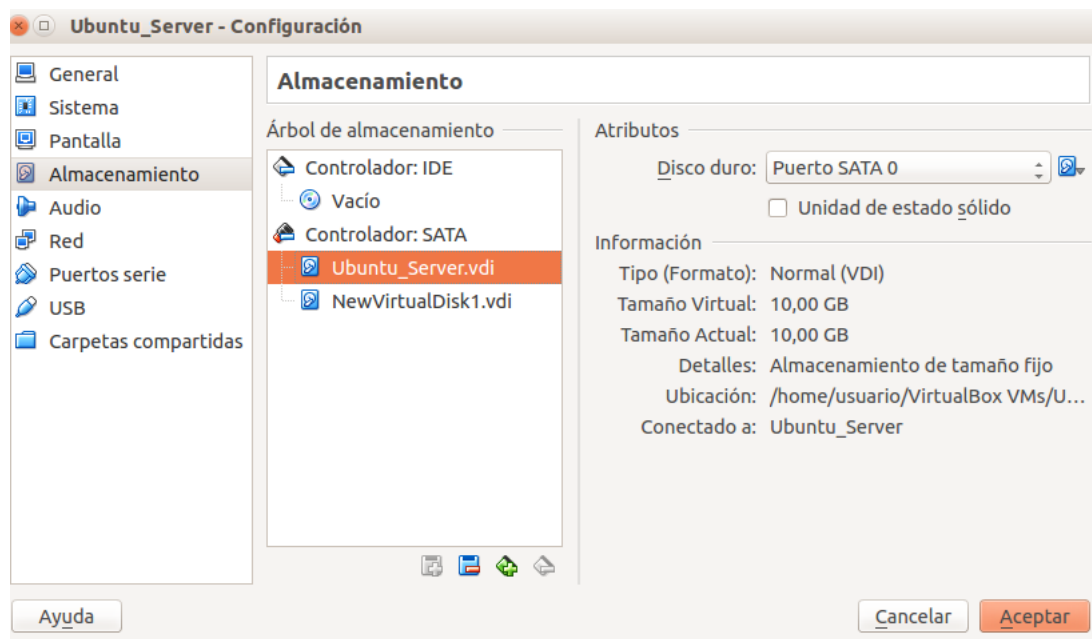 Ubuntu_Server - Configuración
General
Sistema
Pantalla
Almacenamiento
Audio
Red
Puertos serie
USB
Carpetas compartidas
Almacenamiento
Árbol de almacenamiento
Controlador: IDE
Vacío
Controlador: SATA
Ubuntu_Server.vdi
NewVirtualDisk1.vdi
Atributos
Disco duro: Puerto SATA 0
Unidad de estado sólido
Información
Tipo (Formato): Normal (VDI)
Tamaño Virtual: 10,00 GB
Tamaño Actual: 10,00 GB
Detalles: Almacenamiento de tamaño fijo
Ubicación: /home/usuario/VirtualBox VMs/U...
Conectado a: Ubuntu_Server
Ayuda
Cancelar
Aceptar